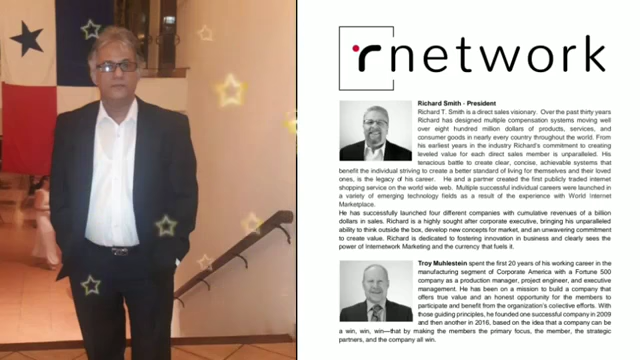 rnetwork
Richard Smith - President
Richard T. Smith is a direct sales visionary. Over the past thirty years
Richard has designed multiple compensation systems moving well
over eight hundred million dollars of products, services, and
consumer goods in nearly every country throughout the world. From
his earliest years in the industry Richard's commitment to creating
leveled value for each direct sales member is unparalleled. His
tenacious battle to create clear, concise, achievable systems that
benefit the individual striving to create a better standard of living for themselves and their loved
ones, is the legacy of his career. He and a partner created the first publicly traded internet
shopping service on the world wide web. Multiple successful individual careers were launched in
a variety of emerging technology fields as a result of the experience with World Internet
Marketplace.
He has successfully launched four different companies with cumulative revenues of a billion
dollars in sales. Richard is a highly sought after corporate executive, bringing his unparalleled
ability to think outside the box, develop new concepts for market, and an unwavering commitment
to create value. Richard is dedicated to fostering innovation in business and clearly sees the
power of Internetwork Marketing and the currency that fuels it.
Troy Muhlestein spent the first 20 years of his working career in the
manufacturing segment of Corporate America with a Fortune 500
company as a production manager, project engineer, and executive
management. He has been on a mission to build a company that
offers true value and an honest opportunity for the members to
participate and benefit from the organization's collective efforts. With
those guiding principles, he founded one successful company in 2009
and then another in 2016, based on the idea that a company can be
a win, win, win—that by making the members the primary focus, the member, the strategic
partners, and the company all win.